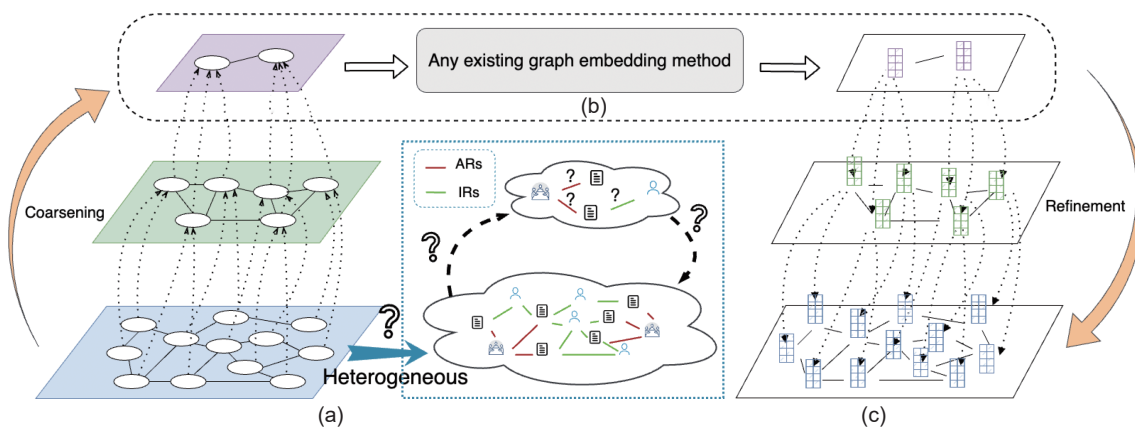 Any existing graph embedding method
(b)
ARs
IRs
?
?
?
Coarsening
?
?
Refinement
?
Heterogeneous
(a)
(c)